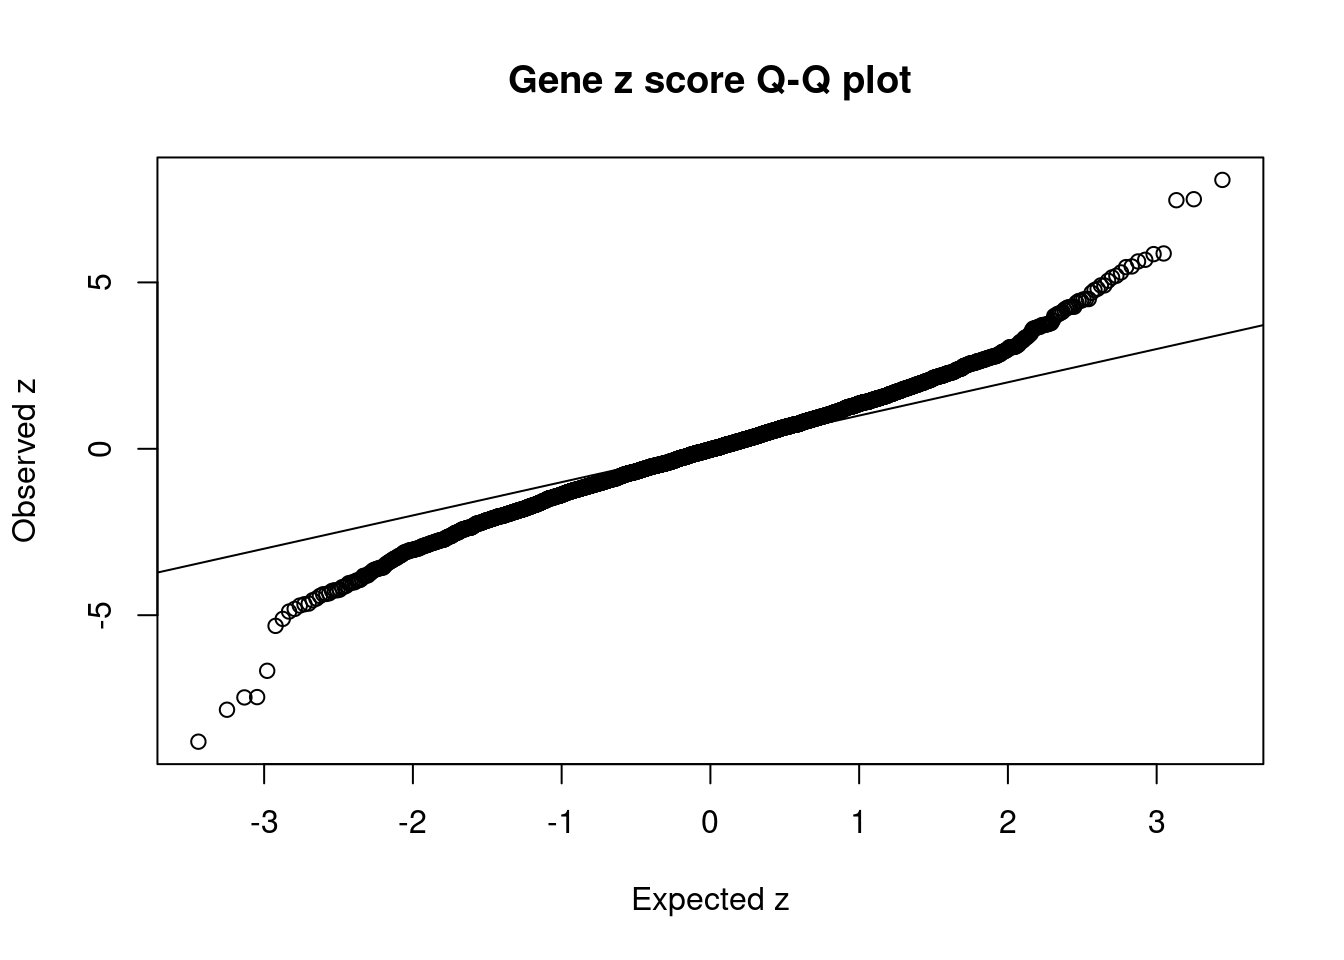 Gene z score Q-Q plot
5
0
-5
Observed z
-3 -2 -1 0 1 2 3
Expected z